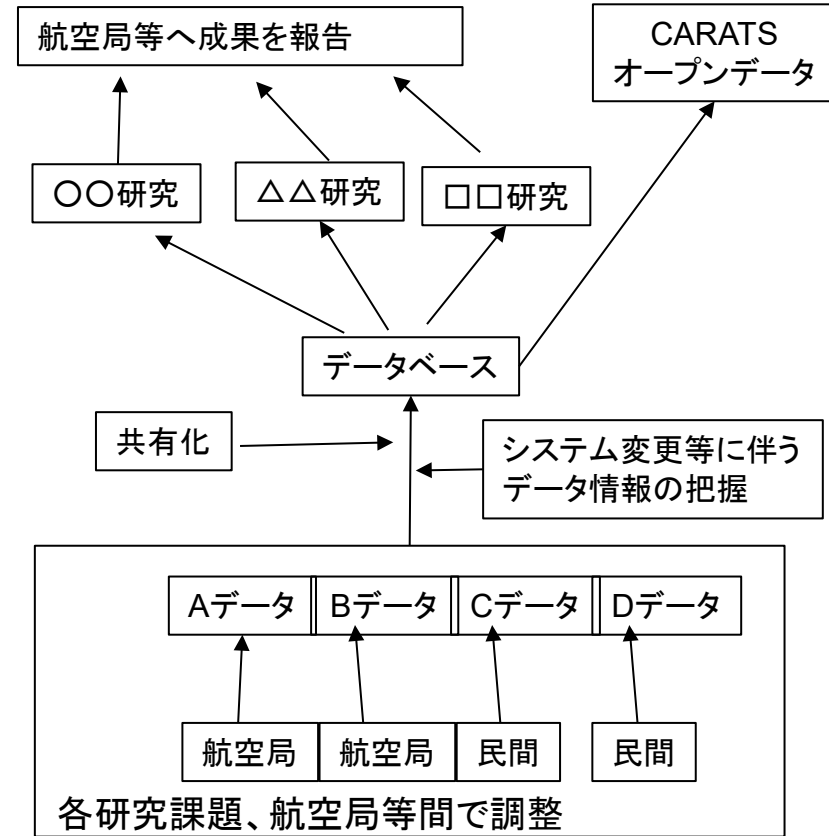 航空局等へ成果を報告
CARATS
オープンデータ
〇〇研究
△△研究
□□研究
データベース
共有化
システム変更等に伴う
データ情報の把握
Aデータ
Bデータ
Cデータ
Dデータ
航空局
航空局
民間
民間
各研究課題、航空局等間で調整